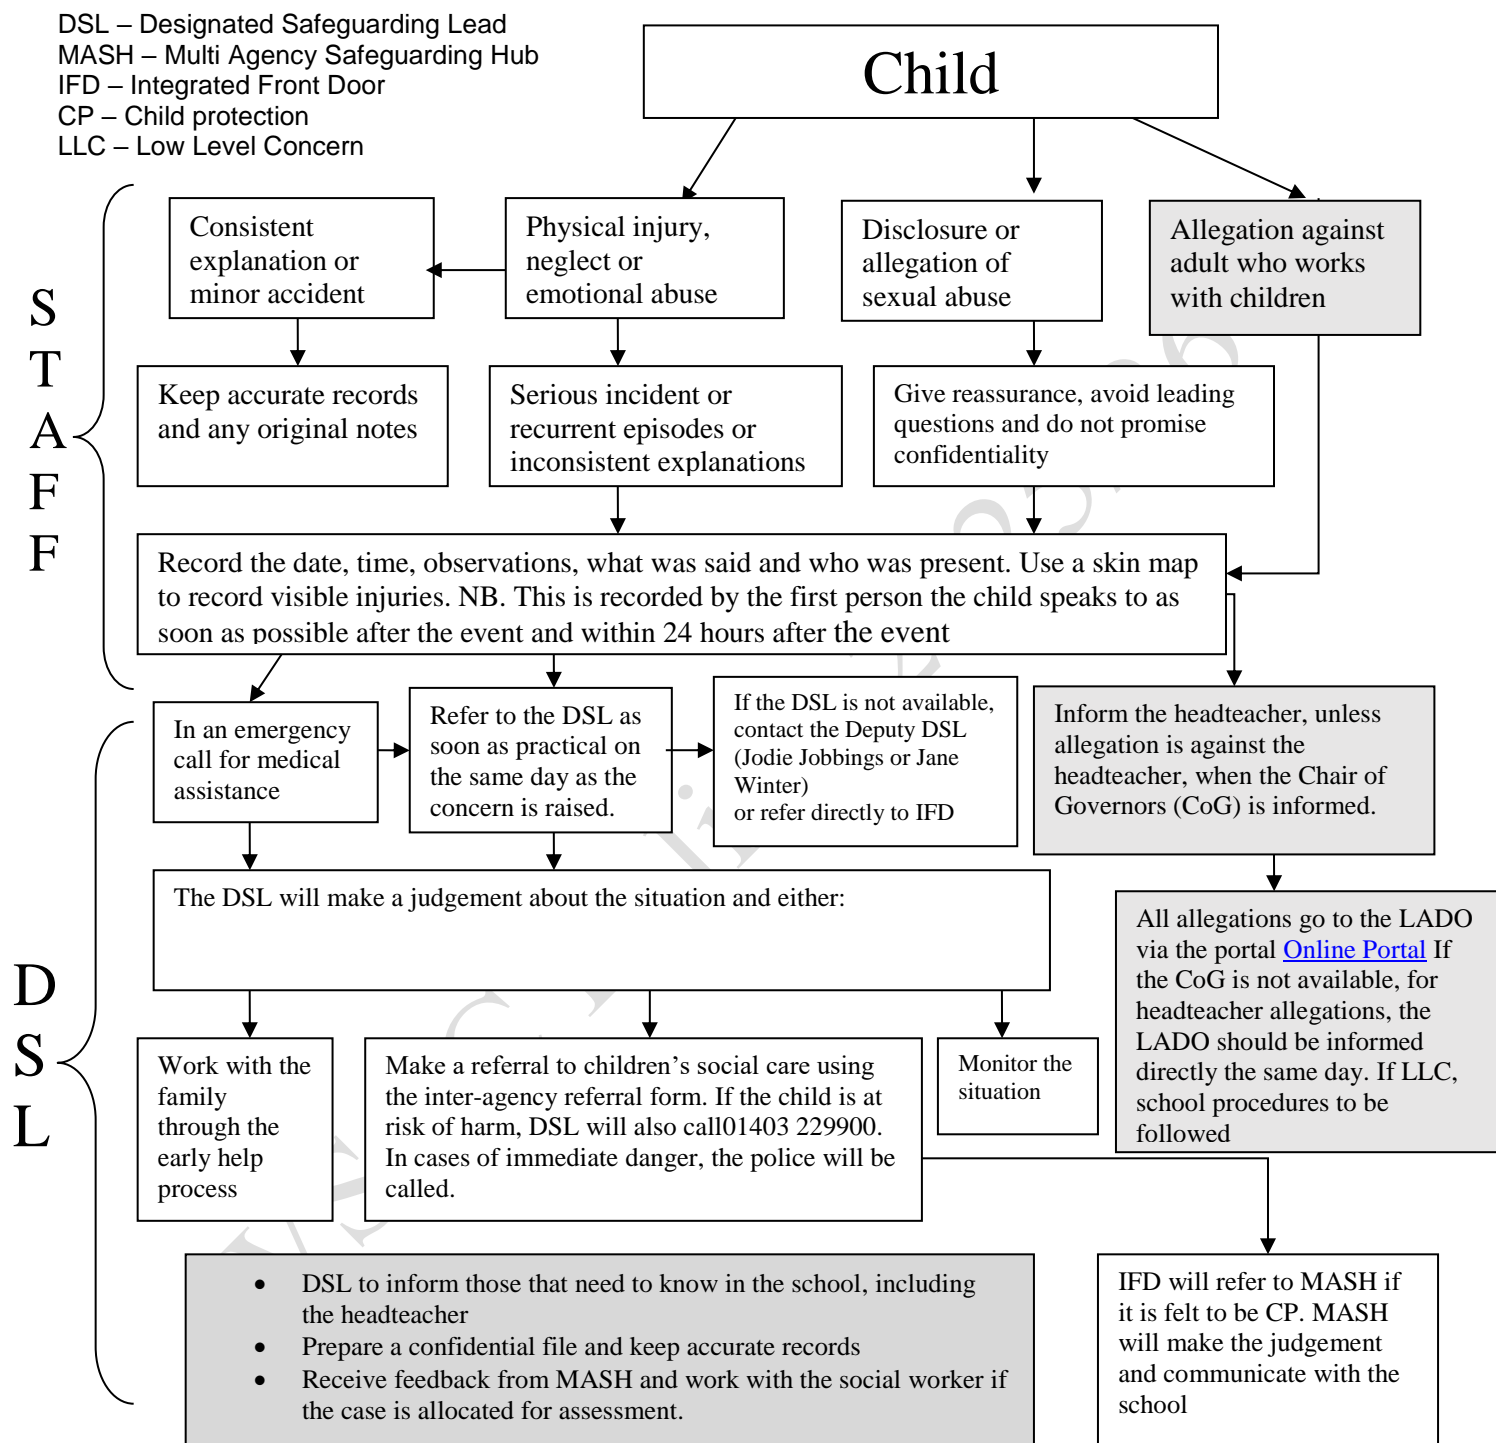 DSL – Designated Safeguarding Lead
MASH – Multi Agency Safeguarding Hub
IFD – Integrated Front Door
CP – Child protection
LLC – Low Level Concern
Child
S
T
A
F
F
Consistent
explanation or
minor accident
Physical injury,
neglect or
emotional abuse
Disclosure or
allegation of
sexual abuse
Allegation against
adult who works
with children
Keep accurate records
and any original notes
Serious incident or
recurrent episodes or
inconsistent explanations
Give reassurance, avoid leading
questions and do not promise
confidentiality
Record the date, time, observations, what was said and who was present. Use a skin map
to record visible injuries. NB. This is recorded by the first person the child speaks to as
soon as possible after the event and within 24 hours after the event
D
S
L
In an emergency
call for medical
assistance
Refer to the DSL as
soon as practical on
the same day as the
concern is raised.
If the DSL is not available,
contact the Deputy DSL
(Jodie Jobbings or Jane
Winter)
or refer directly to IFD
Inform the headteacher, unless
allegation is against the
headteacher, when the Chair of
Governors (CoG) is informed.
The DSL will make a judgement about the situation and either:
All allegations go to the LADO
via the portal Online Portal If
the CoG is not available, for
headteacher allegations, the
LADO should be informed
directly the same day. If LLC,
school procedures to be
followed
Work with the
family
through the
early help
process
Make a referral to children’s social care using
the inter-agency referral form. If the child is at
risk of harm, DSL will also call01403 229900.
In cases of immediate danger, the police will be
called.
Monitor the
situation
• DSL to inform those that need to know in the school, including
the headteacher
• Prepare a confidential file and keep accurate records
• Receive feedback from MASH and work with the social worker if
the case is allocated for assessment.
IFD will refer to MASH if
it is felt to be CP. MASH
will make the judgement
and communicate with the
school